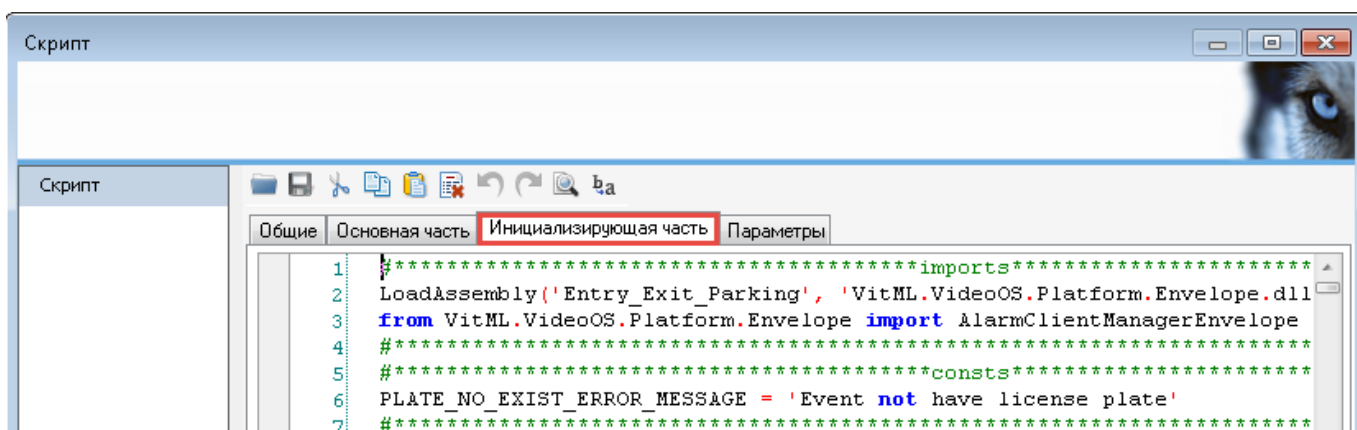 Скрипт
Скрипт
Общие Основная часть Инициализирующая часть Параметры
1 #****************************************imports***********************
2 LoadAssembly('Entry_Exit_Parking', 'VitML.VideoOS.Platform.Envelope.dll
3 from VitML.VideoOS.Platform.Envelope import AlarmClientManagerEnvelope
4 #***********************************************************************
5 #*****************************************consts***********************
6 PLATE_NO_EXIST_ERROR_MESSAGE = 'Event not have license plate'
7 #***********************************************************************